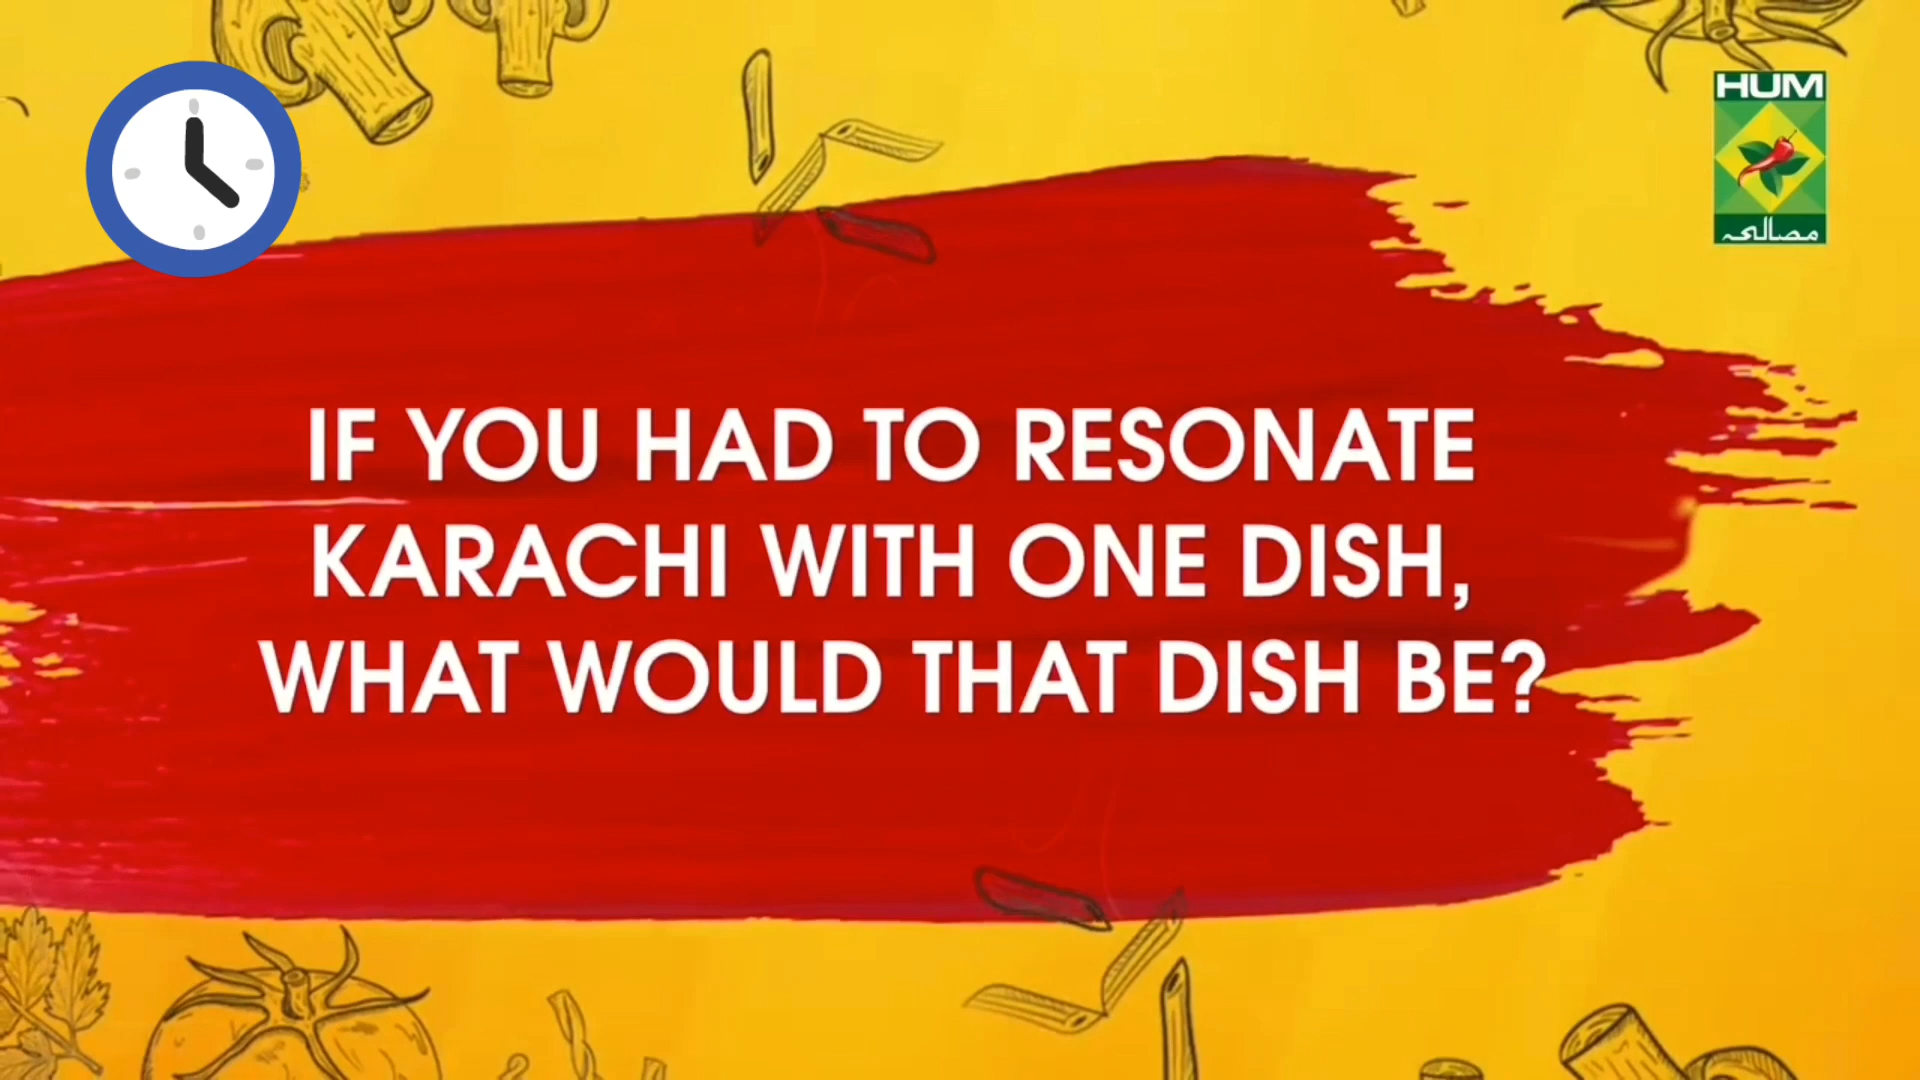 HUM
مصالحہ
IF YOU HAD TO RESONATE
KARACHI WITH ONE DISH,
WHAT WOULD THAT DISH BE?